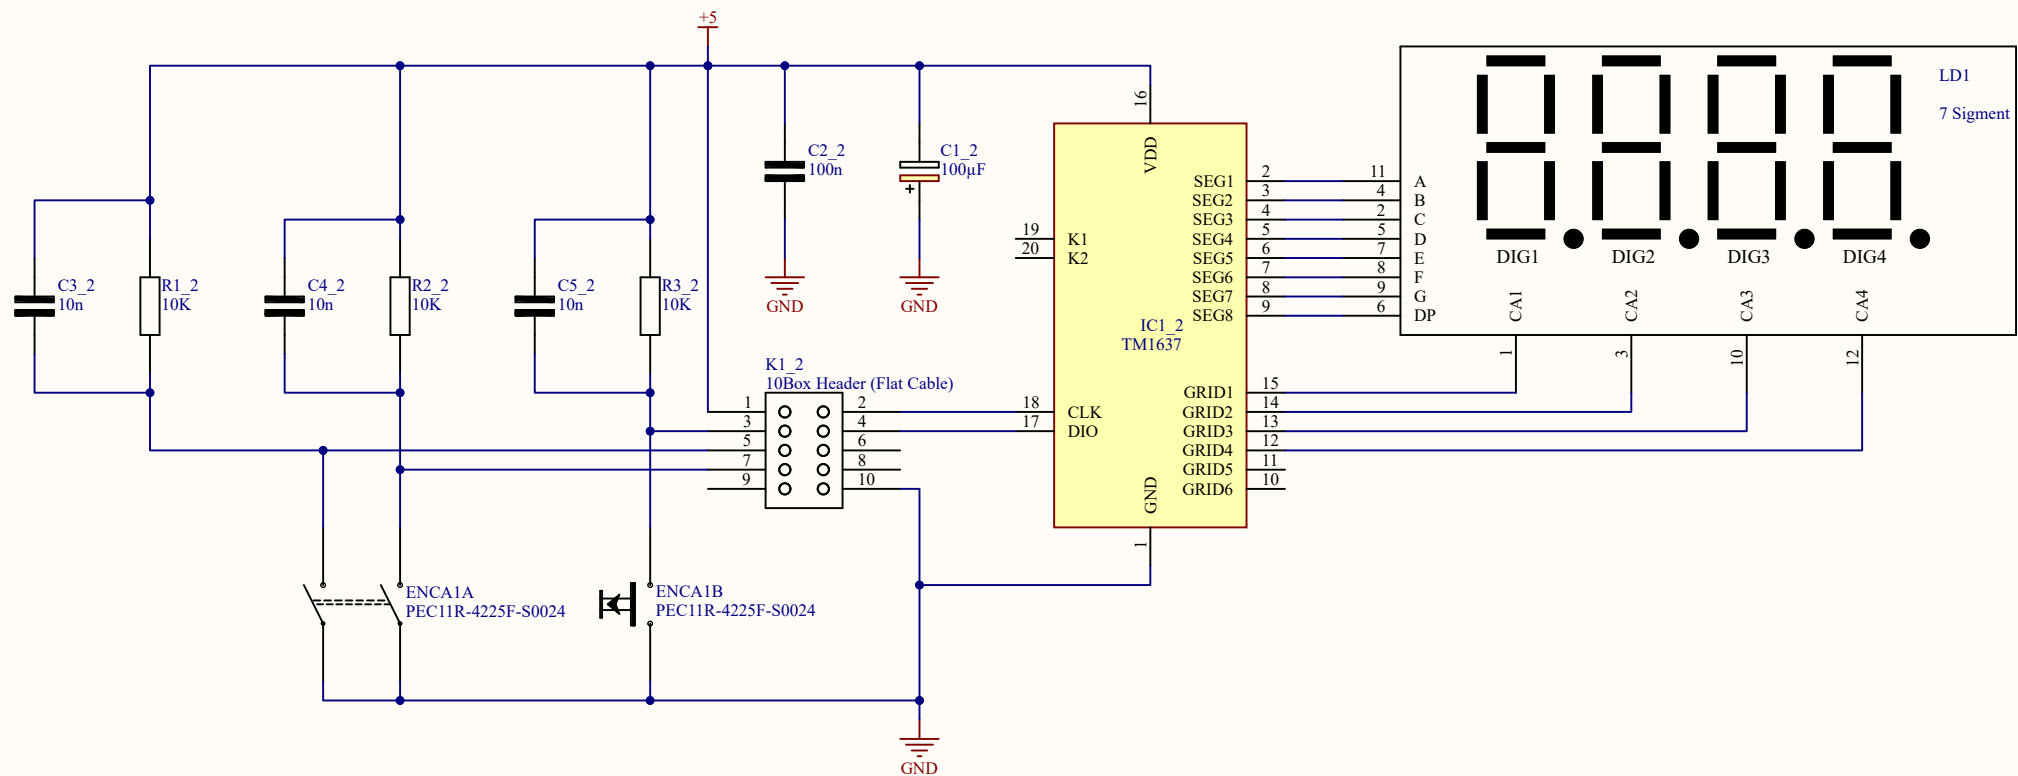 +5
C3_2
10n
R1_2
10K
C4_2
10n
R2_2
10K
C5_2
10n
R3_2
10K
C2_2
100n
GND
C1_2
100µF
+
GND
K1_2
10Box Header (Flat Cable)
1 2
3 4
5 6
7 8
9 10
ENCA1A
PEC11R-4225F-S0024
ENCA1B
PEC11R-4225F-S0024
GND
16
VDD
19 K1
20 K2
18 CLK
17 DIO
IC1_2
TM1637
SEG1 2
SEG2 3
SEG3 4
SEG4 5
SEG5 6
SEG6 7
SEG7 8
SEG8 9
GRID1 15
GRID2 14
GRID3 13
GRID4 12
GRID5 11
GRID6 10
GND
1
11 A
4 B
2 C
5 D
7 E
8 F
9 G
6 DP
LD1
7 Sigment
DIG1 DIG2 DIG3 DIG4
CA1 CA2 CA3 CA4
1 3 10 12